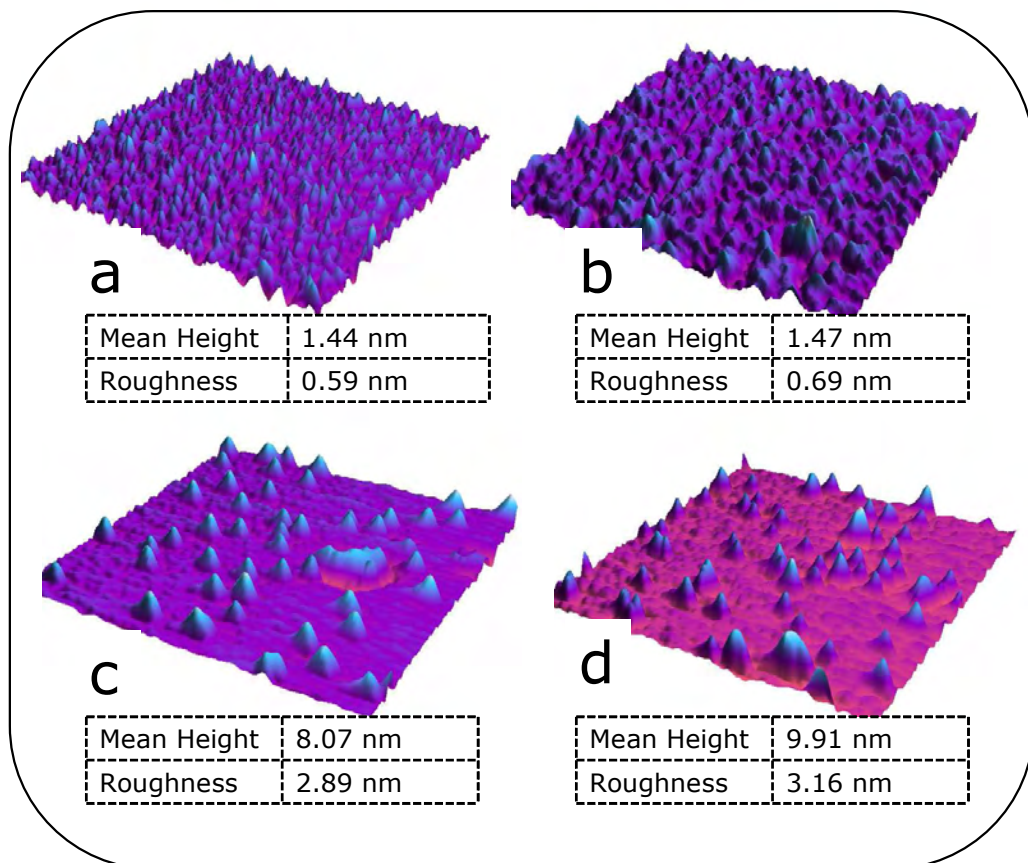 a
b
Mean Height 1.44 nm
Roughness 0.59 nm
Mean Height 1.47 nm
Roughness 0.69 nm
c
d
Mean Height 8.07 nm
Roughness 2.89 nm
Mean Height 9.91 nm
Roughness 3.16 nm